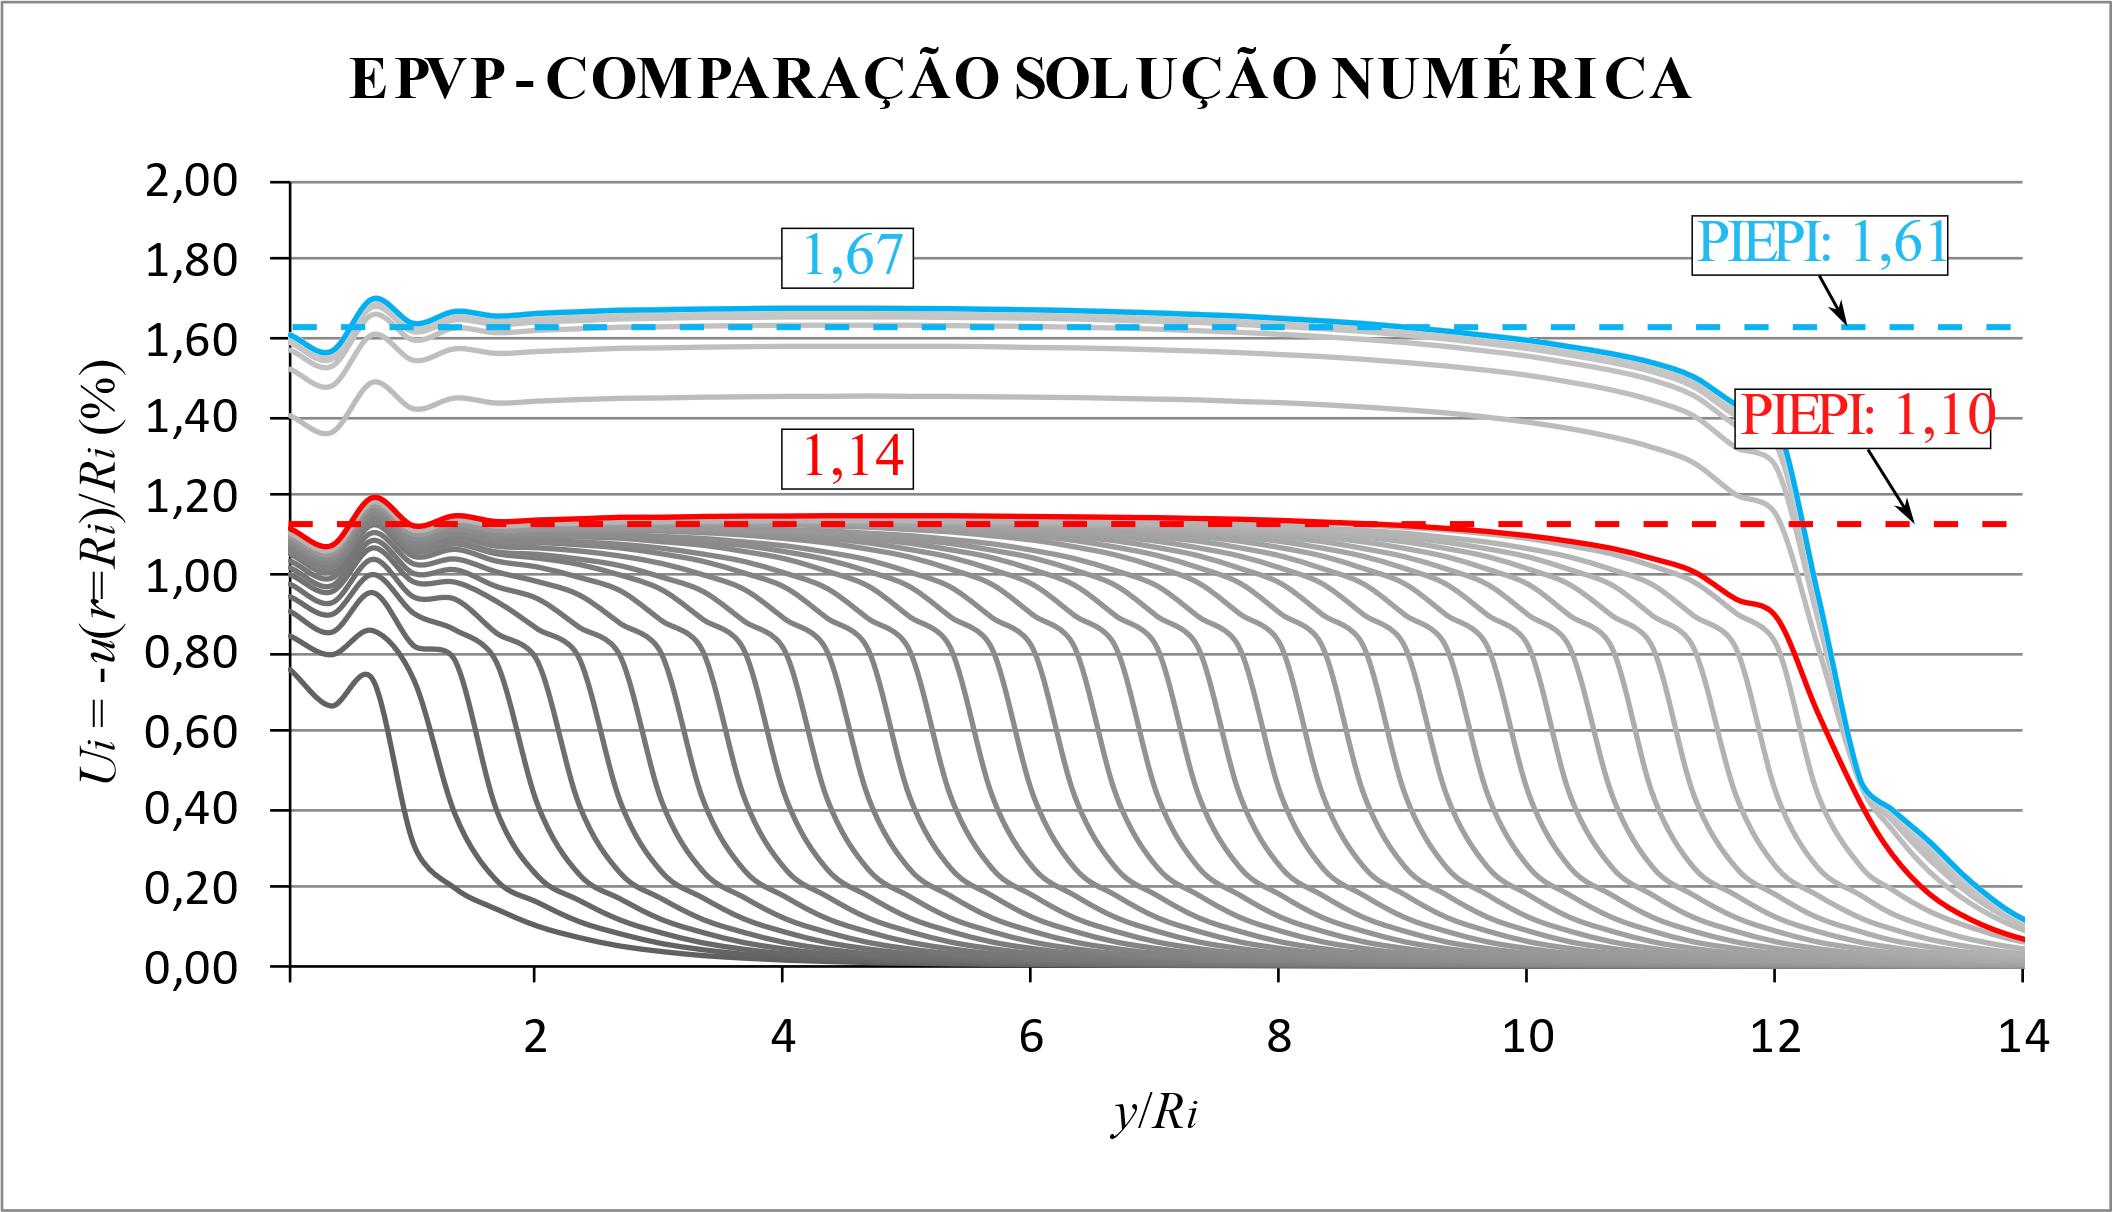 EPVP - COMPARAÇÃO SOLUÇÃO NUMÉRICA
2,00
1,80
1,60
1,40
1,20
1,00
0,80
0,60
0,40
0,20
0,00
Ui = -u(r=Ri)/Ri (%)
1,67
PIEPI: 1,61
1,14
PIEPI: 1,10
2 4 6 8 10 12 14
y/Ri